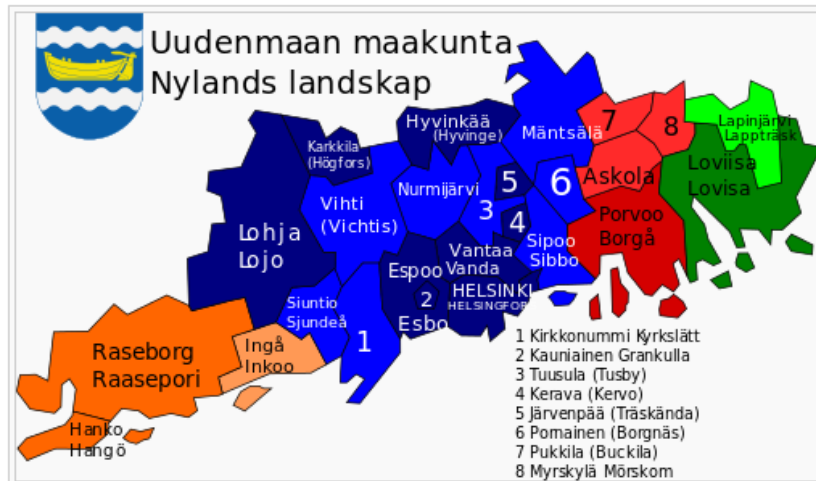 Uudenmaan maakunta
Nylands landskap
Hyvinkää
(Hyvinge)
Mäntsälä
7
8
Lapinjärvi
Lappträsk
Karkkila
(Högfors)
Loviisa
Lovisa
Askola
Nurmijärvi
5
6
Vihti
(Vichtis)
3
4
Porvoo
Borgå
Lohja
Lojo
Vantaa
Vanda
Sipoo
Sibbo
Espoo
2
Esbo
HELSINKI
HELSINGFOR
Siuntio
Sjundeå
1
Ingå
Inkoo
Raseborg
Raasepori
Hanko
Hangö
1 Kirkkonummi Kyrkslätt
2 Kauniainen Grankulla
3 Tuusula (Tusby)
4 Kerava (Kervo)
5 Järvenpää (Träskända)
6 Pornainen (Borgnäs)
7 Pukkila (Buckila)
8 Myrskylä Mörskom